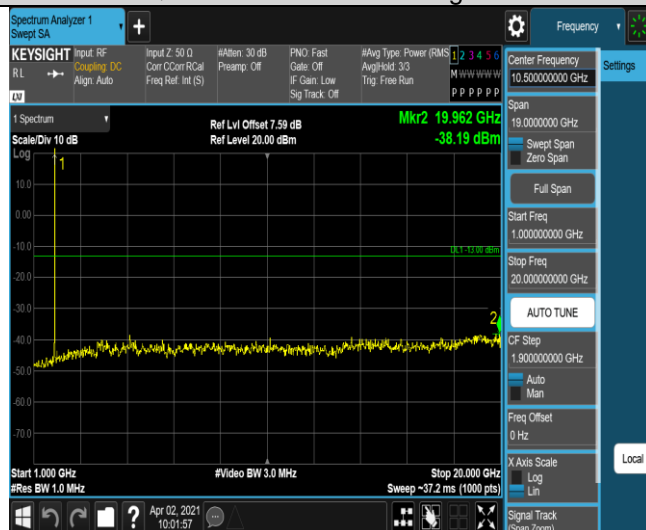 Spectrum Analyzer 1
Swept SA
Frequency
KEYSIGHT
RL
LXI
Input: RF
Coupling: DC
Align: Auto
Input Z: 50 Ω
Corr CCorr RCal
Freq Ref: Int (S)
#Atten: 30 dB
Preamp: Off
PNO: Fast
Gate: Off
IF Gain: Low
Sig Track: Off
#Avg Type: Power (RMS
Avg|Hold: 3/3
Trig: Free Run
1 2 3 4 5 6
M W W W W W
P P P P P P
1 Spectrum
Scale/Div 10 dB
Log
Ref Lvl Offset 7.59 dB
Ref Level 20.00 dBm
Mkr2 19.962 GHz
-38.19 dBm
1
10.0
0.00
-10.0
DL1 -13.00 dBm
-20.0
-30.0
2
-40.0
-50.0
-60.0
-70.0
Start 1.000 GHz
#Res BW 1.0 MHz
#Video BW 3.0 MHz
Stop 20.000 GHz
Sweep ~37.2 ms (1000 pts)
?
Apr 02, 2021
10:01:57
Center Frequency
10.500000000 GHz
Span
19.0000000 GHz
Swept Span
Zero Span
Full Span
Start Freq
1.000000000 GHz
Stop Freq
20.000000000 GHz
AUTO TUNE
CF Step
1.900000000 GHz
Auto
Man
Freq Offset
0 Hz
X Axis Scale
Log
Lin
Signal Track
(Span Zoom)
Settings
Local